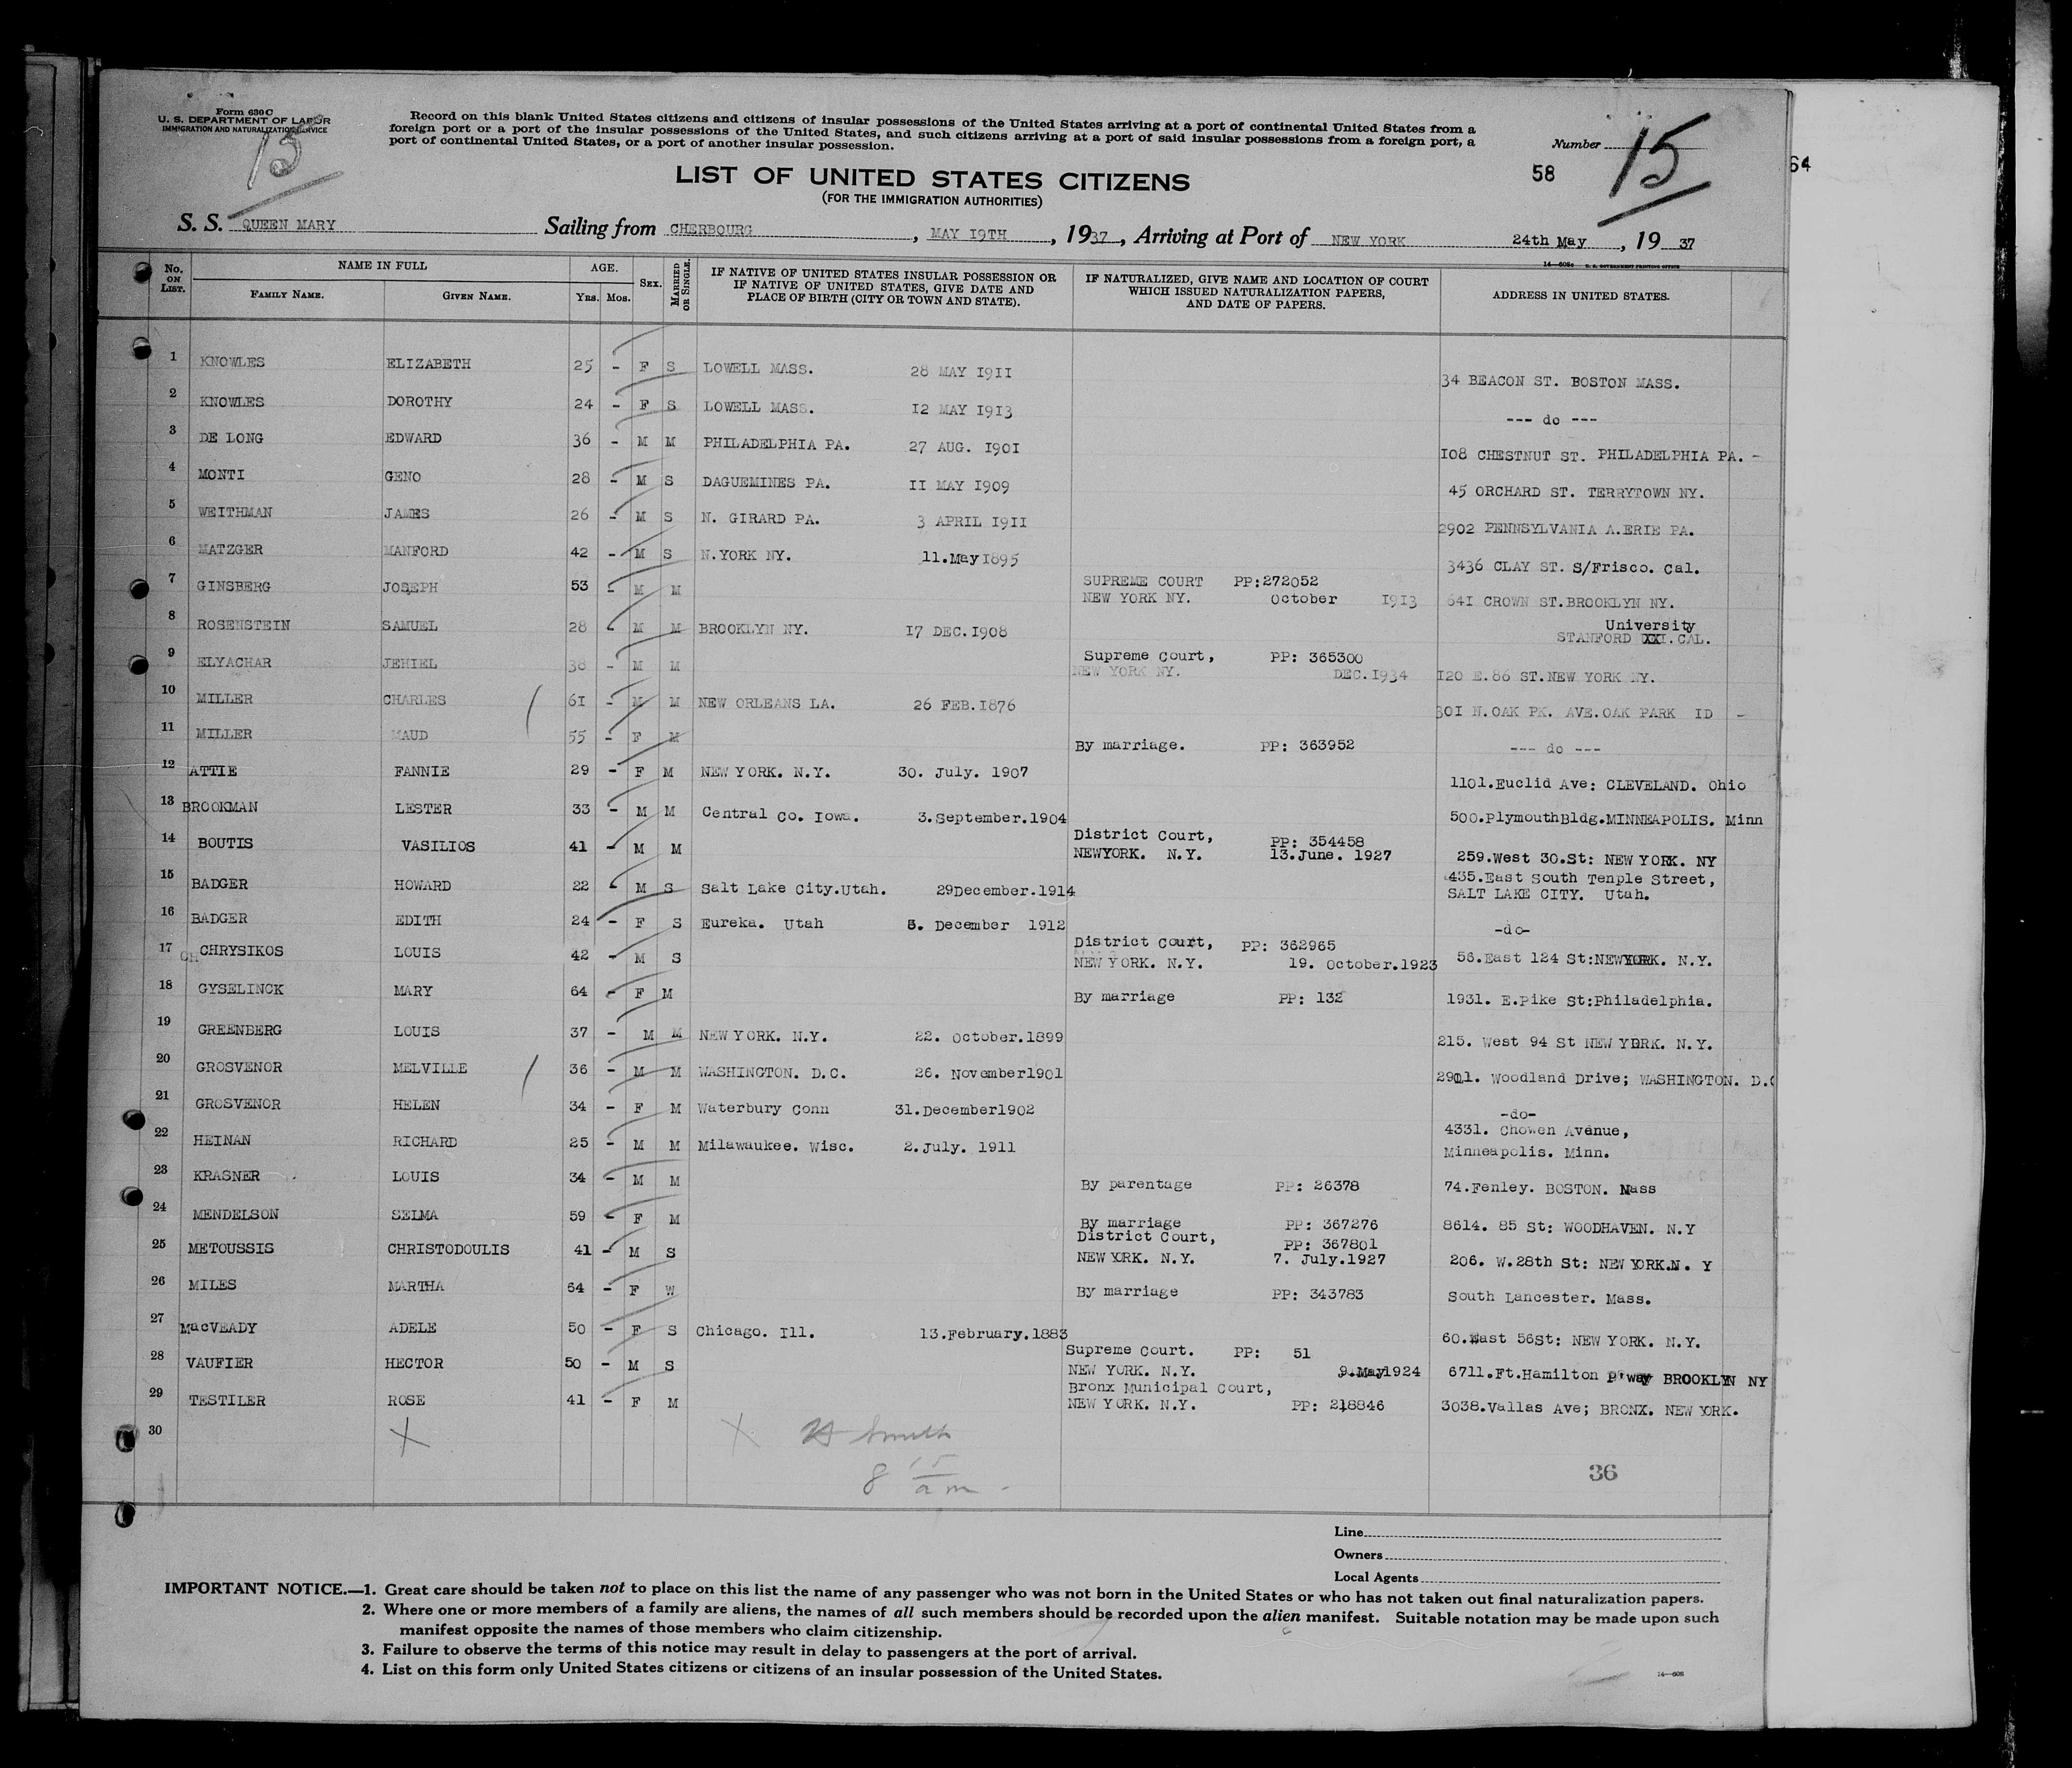 Form 630 C
U. S. DEPARTMENT OF LABOR
IMMIGRATION AND NATURALIZATION SERVICE
15
Record on this blank United States citizens and citizens of insular possessions of the United States arriving at a port of continental United States from a
foreign port or a port of the insular possessions of the United States, and such citizens arriving at a port of said insular possessions from a foreign port, a
port of continental United States, or a port of another insular possession.
Number 15
58
64
LIST OF UNITED STATES CITIZENS
(FOR THE IMMIGRATION AUTHORITIES)
S. S. QUEEN MARY Sailing from CHERBOURG, MAY 19TH, 1937, Arriving at Port of NEW YORK 24th May, 19 37
14—608c U. S. GOVERNMENT PRINTING OFFICE
No. ON LIST. NAME IN FULL FAMILY NAME. GIVEN NAME. AGE. Yrs. Mos. SEX. MARRIED OR SINGLE. IF NATIVE OF UNITED STATES INSULAR POSSESSION OR IF NATIVE OF UNITED STATES, GIVE DATE AND PLACE OF BIRTH (CITY OR TOWN AND STATE). IF NATURALIZED, GIVE NAME AND LOCATION OF COURT WHICH ISSUED NATURALIZATION PAPERS, AND DATE OF PAPERS. ADDRESS IN UNITED STATES.
1 KNOWLES ELIZABETH 25 - F S LOWELL MASS. 28 MAY 1911 34 BEACON ST. BOSTON MASS.
2 KNOWLES DOROTHY 24 - F S LOWELL MASS. 12 MAY 1913 --- do ---
3 DE LONG EDWARD 36 - M M PHILADELPHIA PA. 27 AUG. 1901 108 CHESTNUT ST. PHILADELPHIA PA. -
4 MONTI GENO 28 - M S DAGUEMINES PA. 11 MAY 1909 45 ORCHARD ST. TERRYTOWN NY.
5 WEITHMAN JAMES 26 - M S N. GIRARD PA. 3 APRIL 1911 2902 PENNSYLVANIA A.ERIE PA.
6 MATZGER MANFORD 42 - M S N.YORK NY. 11.May 1895 3436 CLAY ST. S/Frisco. Cal.
7 GINSBERG JOSEPH 53 - M M SUPREME COURT PP:272052
NEW YORK NY. October 1913 641 CROWN ST.BROOKLYN NY.
8 ROSENSTEIN SAMUEL 28 - M M BROOKLYN NY. 17 DEC.1908 University
STANFORD XXI.CAL.
9 ELYACHAR JEHIEL 38 - M M Supreme Court, PP: 365300
NEW YORK NY. DEC.1934 120 E.86 ST.NEW YORK NY.
10 MILLER CHARLES 61 - M M NEW ORLEANS LA. 26 FEB.1876 301 N.OAK PK. AVE.OAK PARK ID -
11 MILLER MAUD 55 - F M By marriage. PP: 363952 --- do ---
12 ATTIE FANNIE 29 - F M NEW YORK. N.Y. 30. July. 1907 1101.Euclid Ave: CLEVELAND. Ohio
13 BROOKMAN LESTER 33 - M M Central Co. Iowa. 3.September.1904 500.PlymouthBldg.MINNEAPOLIS. Minn
14 BOUTIS VASILIOS 41 - M M District Court, PP: 354458
NEWYORK. N.Y. 13.June. 1927 259.West 30.St: NEW YORK. NY
15 BADGER HOWARD 22 - M S Salt Lake City.Utah. 29December.1914 435.East South Tenple Street,
SALT LAKE CITY. Utah.
16 BADGER EDITH 24 - F S Eureka. Utah 5. December 1912 -do-
17 CH CHRYSIKOS LOUIS 42 - M S District Court, PP: 362965
NEW YORK. N.Y. 19. October.1923 56.East 124 St:NEWYORK. N.Y.
18 GYSELINCK MARY 64 - F M By marriage PP: 132 1931. E.Pike St:Philadelphia.
19 GREENBERG LOUIS 37 - M M NEW YORK. N.Y. 22. October.1899 215. West 94 St NEW YORK. N.Y.
20 GROSVENOR MELVILLE 36 - M M WASHINGTON. D.C. 26. November1901 2901. Woodland Drive; WASHINGTON. D.C
21 GROSVENOR HELEN 34 - F M Waterbury Conn 31.December1902 -do-
22 HEINAN RICHARD 25 - M M Milawaukee. Wisc. 2.July. 1911 4331. Chowen Avenue,
Minneapolis. Minn.
23 KRASNER LOUIS 34 - M M By parentage PP: 26378 74.Fenley. BOSTON. Mass
24 MENDELSON SELMA 59 - F M By marriage PP: 367276 8614. 85 St: WOODHAVEN. N.Y
25 METOUSSIS CHRISTODOULIS 41 - M S District Court, PP: 367801
NEW YORK. N.Y. 7. July.1927 206. W.28th St: NEW YORK.N. Y
26 MILES MARTHA 64 - F W By marriage PP: 343783 South Lancester. Mass.
27 MacVEADY ADELE 50 - F S Chicago. Ill. 13.February.1883 60.East 56St: NEW YORK. N.Y.
28 VAUFIER HECTOR 50 - M S Supreme Court. PP: 51
NEW YORK. N.Y. 9.May1924 6711.Ft.Hamilton P'way BROOKLYN NY
29 TESTILER ROSE 41 - F M Bronx Municipal Court,
NEW YORK. N.Y. PP: 218846 3038.Vallas Ave; BRONX. NEW YORK.
30 X X Smith
8 15
am -
36
Line
Owners
Local Agents
IMPORTANT NOTICE.—1. Great care should be taken not to place on this list the name of any passenger who was not born in the United States or who has not taken out final naturalization papers.
2. Where one or more members of a family are aliens, the names of all such members should be recorded upon the alien manifest. Suitable notation may be made upon such
manifest opposite the names of those members who claim citizenship.
3. Failure to observe the terms of this notice may result in delay to passengers at the port of arrival.
4. List on this form only United States citizens or citizens of an insular possession of the United States.
14—608